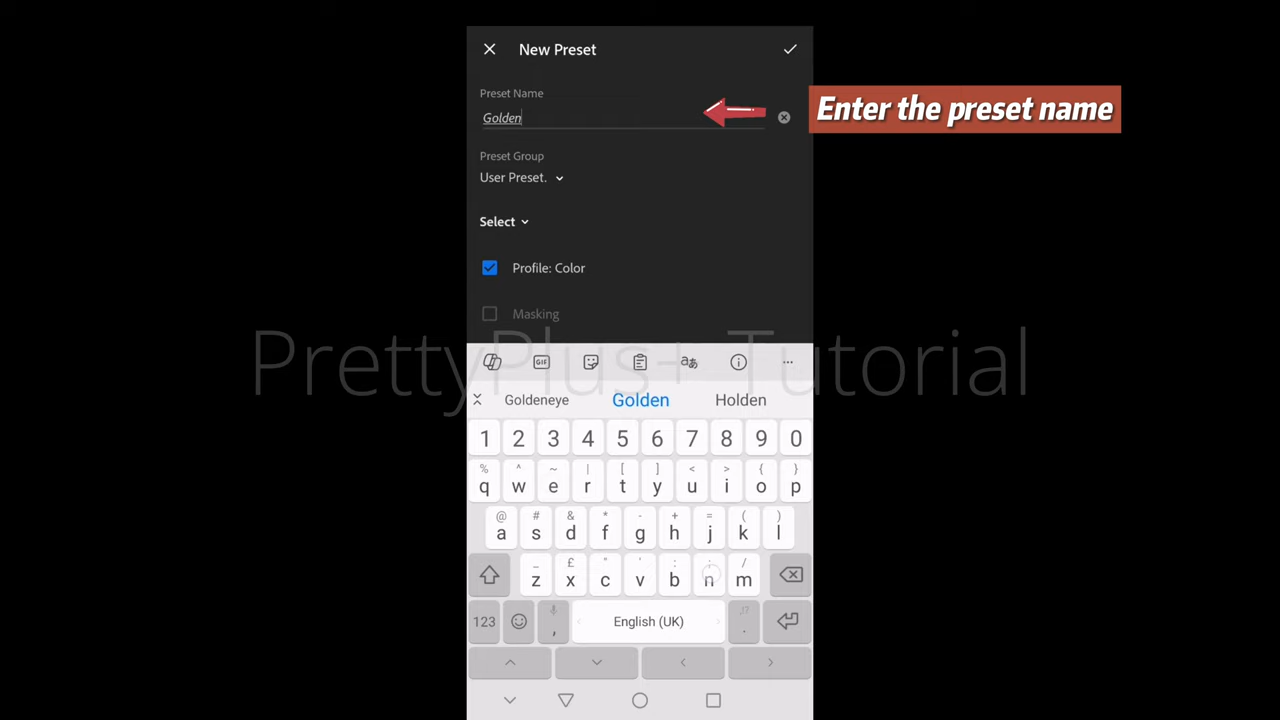 New Preset
Preset Name
Golden
Enter the preset name
Preset Group
User Preset.
Select
Profile: Color
Masking
PrettyPlus+ Tutorial
GIF
Goldeneye Golden Holden
1 2 3 4 5 6 7 8 9 0
% ^ ~ | [ ] < > { }
q w e r t y u i o p
@ # & * - + = ( )
a s d f g h j k l
_ £ " ' : ; /
z x c v b n m
123 , English (UK) .